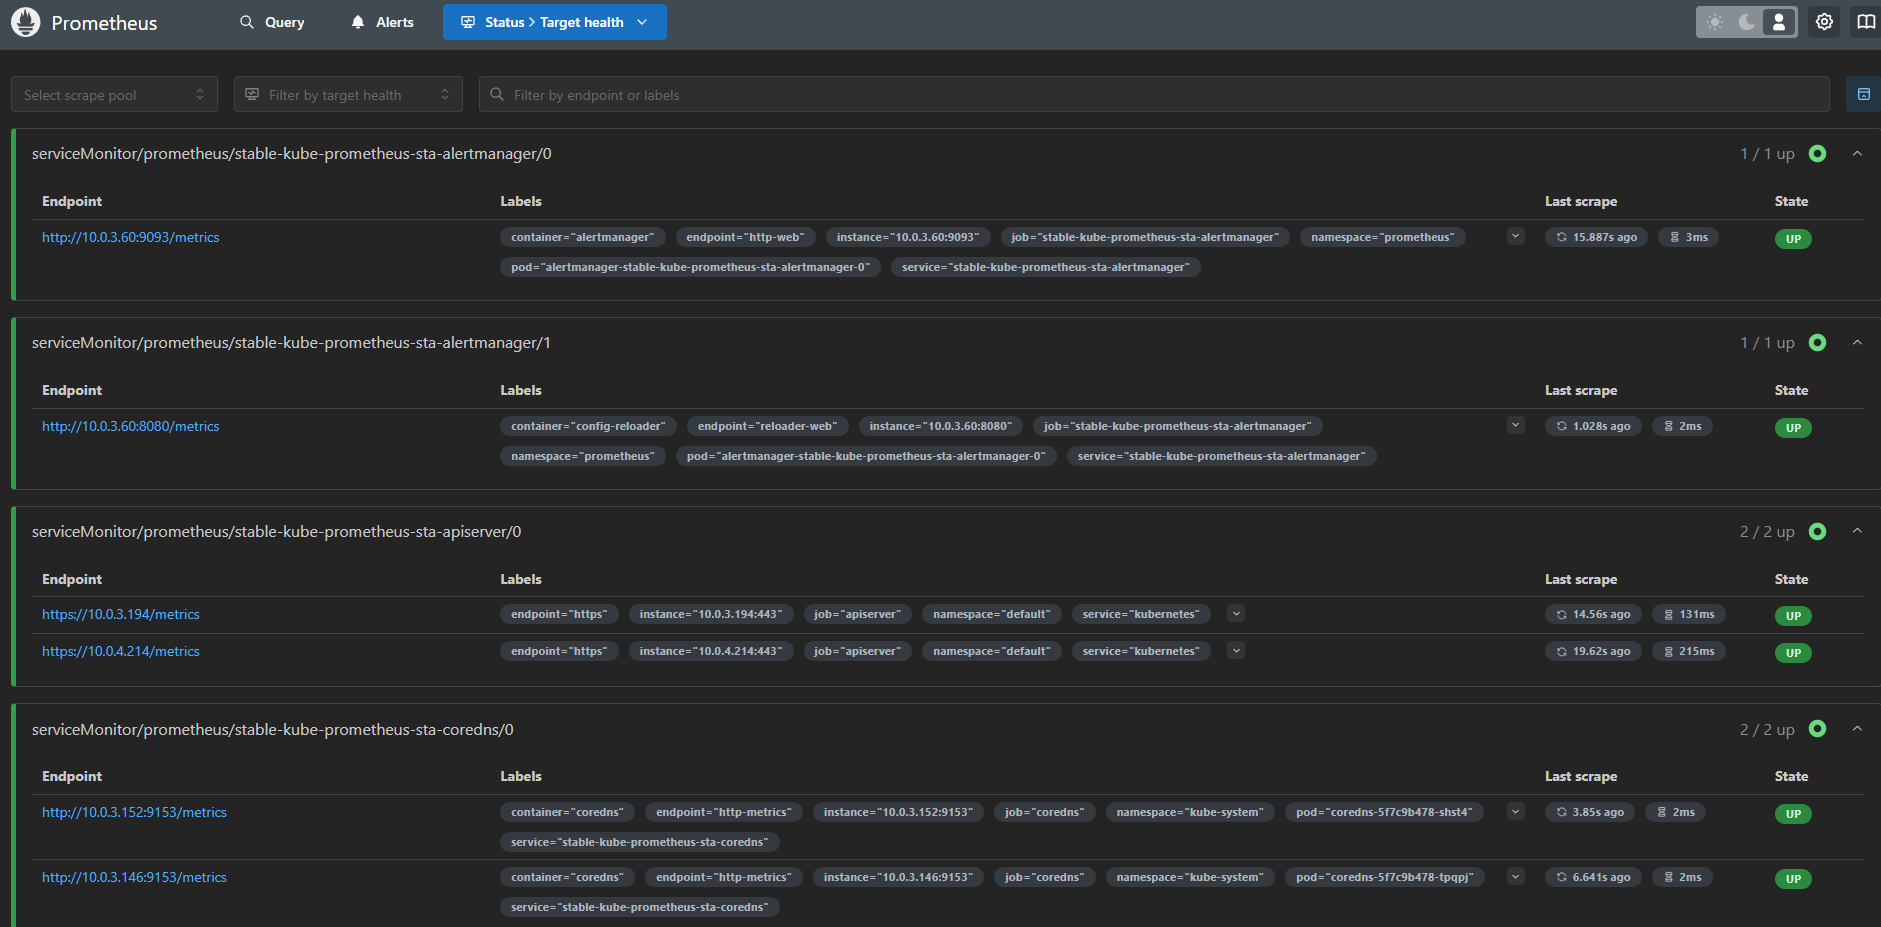 Prometheus Query Alerts Status > Target health
Select scrape pool Filter by target health Filter by endpoint or labels
serviceMonitor/prometheus/stable-kube-prometheus-sta-alertmanager/0 1 / 1 up
Endpoint Labels Last scrape State
http://10.0.3.60:9093/metrics container="alertmanager" endpoint="http-web" instance="10.0.3.60:9093" job="stable-kube-prometheus-sta-alertmanager" namespace="prometheus" 15.887s ago 3ms UP
pod="alertmanager-stable-kube-prometheus-sta-alertmanager-0" service="stable-kube-prometheus-sta-alertmanager"
serviceMonitor/prometheus/stable-kube-prometheus-sta-alertmanager/1 1 / 1 up
Endpoint Labels Last scrape State
http://10.0.3.60:8080/metrics container="config-reloader" endpoint="reloader-web" instance="10.0.3.60:8080" job="stable-kube-prometheus-sta-alertmanager" 1.028s ago 2ms UP
namespace="prometheus" pod="alertmanager-stable-kube-prometheus-sta-alertmanager-0" service="stable-kube-prometheus-sta-alertmanager"
serviceMonitor/prometheus/stable-kube-prometheus-sta-apiserver/0 2 / 2 up
Endpoint Labels Last scrape State
https://10.0.3.194/metrics endpoint="https" instance="10.0.3.194:443" job="apiserver" namespace="default" service="kubernetes" 14.56s ago 131ms UP
https://10.0.4.214/metrics endpoint="https" instance="10.0.4.214:443" job="apiserver" namespace="default" service="kubernetes" 19.62s ago 215ms UP
serviceMonitor/prometheus/stable-kube-prometheus-sta-coredns/0 2 / 2 up
Endpoint Labels Last scrape State
http://10.0.3.152:9153/metrics container="coredns" endpoint="http-metrics" instance="10.0.3.152:9153" job="coredns" namespace="kube-system" pod="coredns-5f7c9b478-shst4" 3.85s ago 2ms UP
service="stable-kube-prometheus-sta-coredns"
http://10.0.3.146:9153/metrics container="coredns" endpoint="http-metrics" instance="10.0.3.146:9153" job="coredns" namespace="kube-system" pod="coredns-5f7c9b478-tpqpj" 6.641s ago 2ms UP
service="stable-kube-prometheus-sta-coredns"